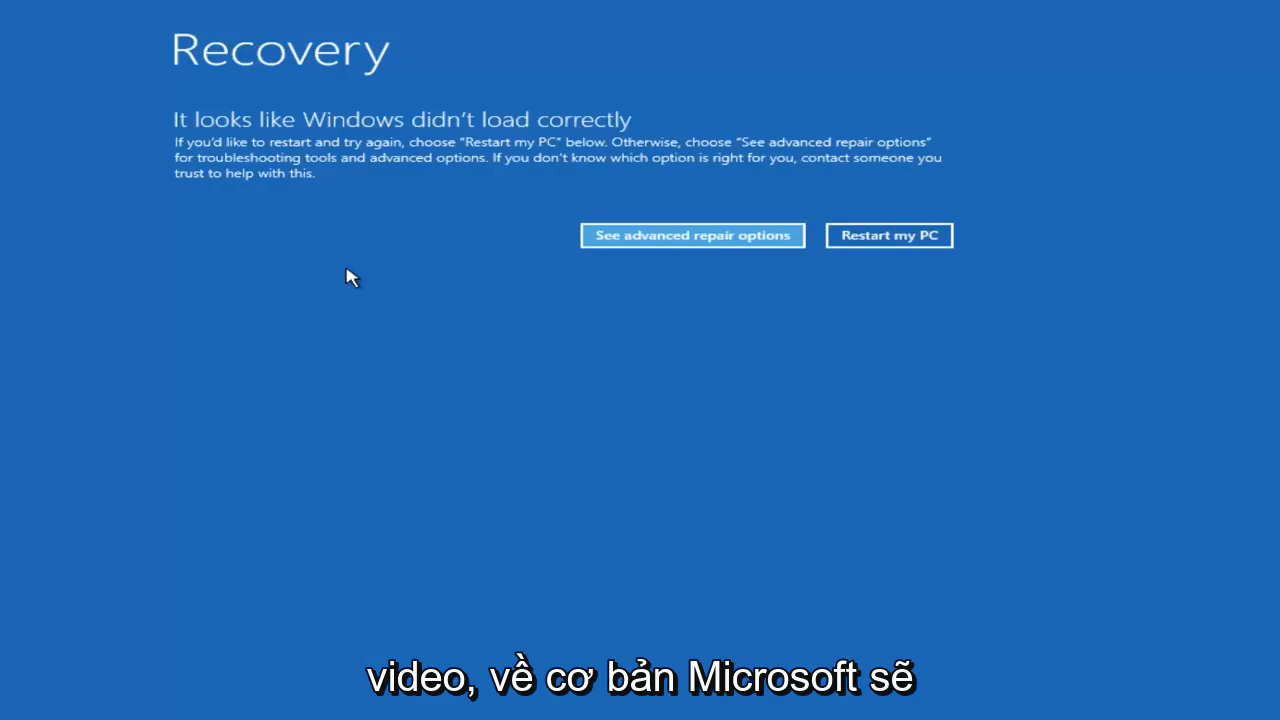 Recovery
It looks like Windows didn't load correctly
If you'd like to restart and try again, choose "Restart my PC" below. Otherwise, choose "See advanced repair options"
for troubleshooting tools and advanced options. If you don't know which option is right for you, contact someone you
trust to help with this.
See advanced repair options
Restart my PC
video, về cơ bản Microsoft sẽ